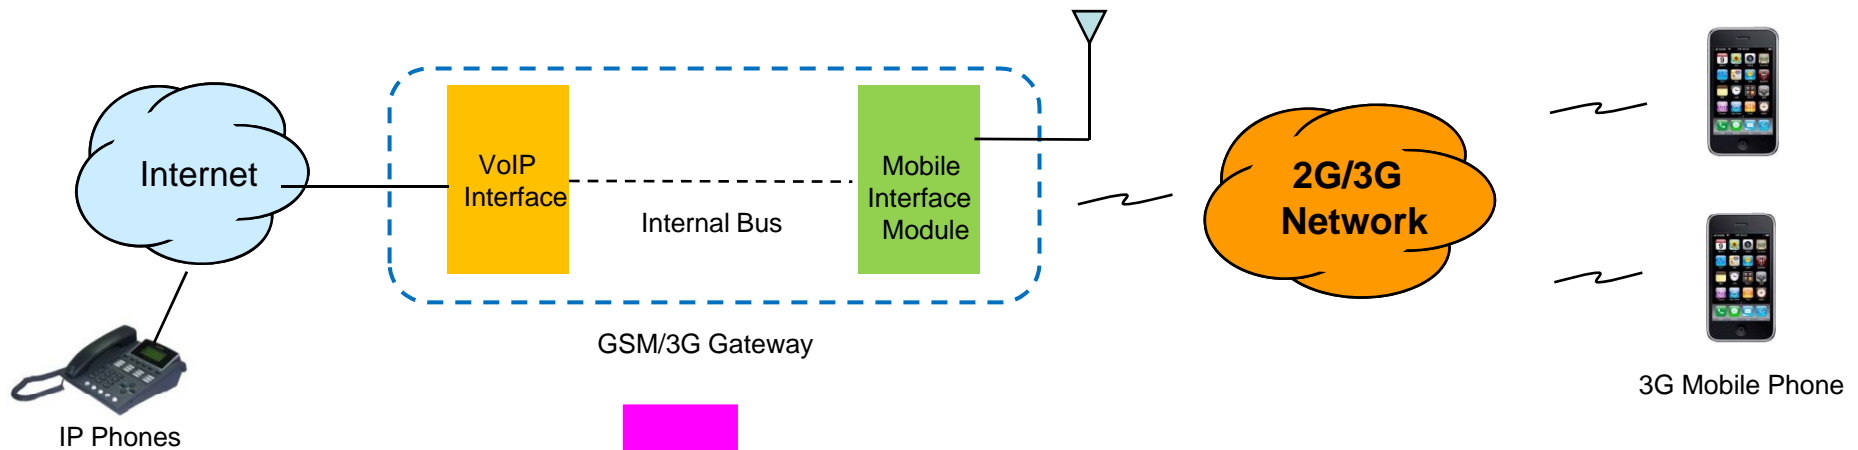 Internet
VoIP
Interface
Internal Bus
Mobile
Interface
Module
2G/3G
Network
GSM/3G Gateway
IP Phones
3G Mobile Phone